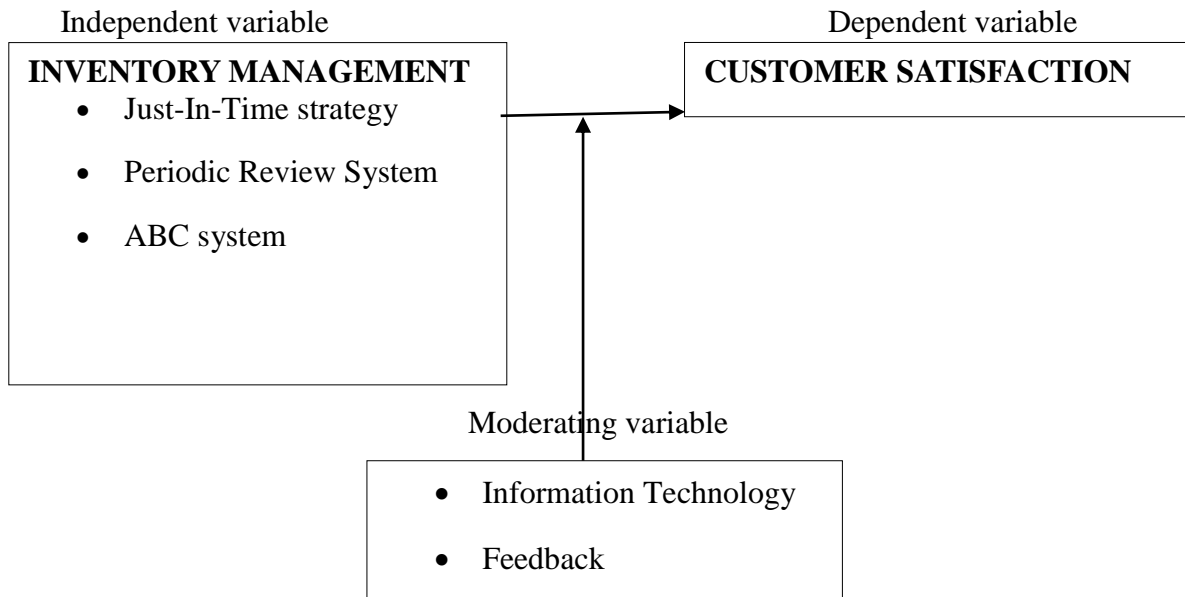 Independent variable
Dependent variable
INVENTORY MANAGEMENT
• Just-In-Time strategy
• Periodic Review System
• ABC system
CUSTOMER SATISFACTION
Moderating variable
• Information Technology
• Feedback